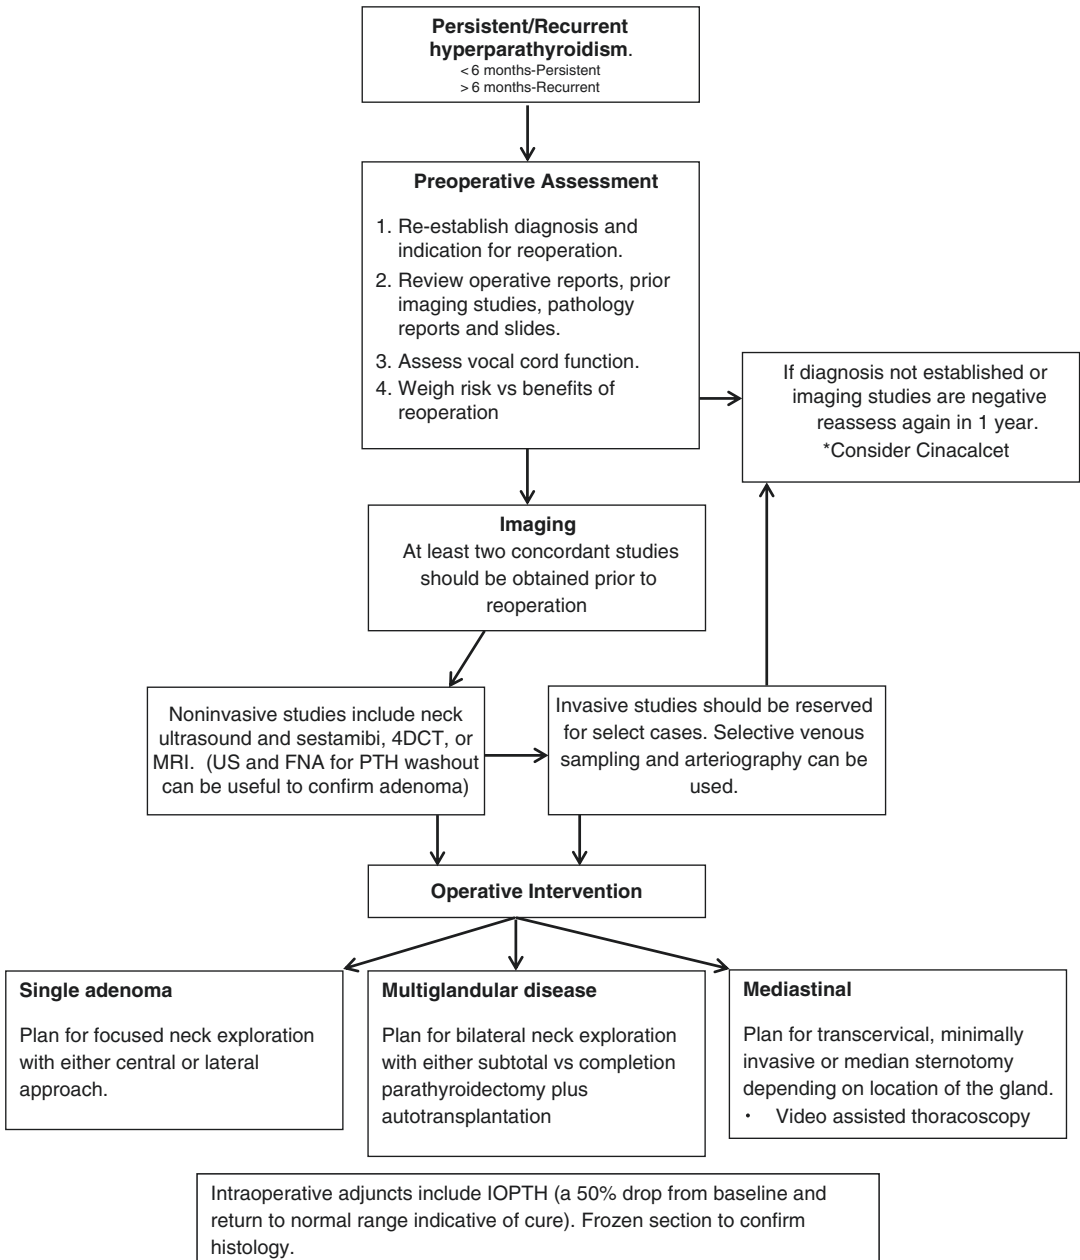 Persistent/Recurrent
hyperparathyroidism.
< 6 months-Persistent
> 6 months-Recurrent
Preoperative Assessment
1. Re-establish diagnosis and
indication for reoperation.
2. Review operative reports, prior
imaging studies, pathology
reports and slides.
3. Assess vocal cord function.
4. Weigh risk vs benefits of
reoperation
If diagnosis not established or
imaging studies are negative
reassess again in 1 year.
*Consider Cinacalcet
Imaging
At least two concordant studies
should be obtained prior to
reoperation
Noninvasive studies include neck
ultrasound and sestamibi, 4DCT, or
MRI. (US and FNA for PTH washout
can be useful to confirm adenoma)
Invasive studies should be reserved
for select cases. Selective venous
sampling and arteriography can be
used.
Operative Intervention
Single adenoma
Plan for focused neck exploration
with either central or lateral
approach.
Multiglandular disease
Plan for bilateral neck exploration
with either subtotal vs completion
parathyroidectomy plus
autotransplantation
Mediastinal
Plan for transcervical, minimally
invasive or median sternotomy
depending on location of the gland.
· Video assisted thoracoscopy
Intraoperative adjuncts include IOPTH (a 50% drop from baseline and
return to normal range indicative of cure). Frozen section to confirm
histology.